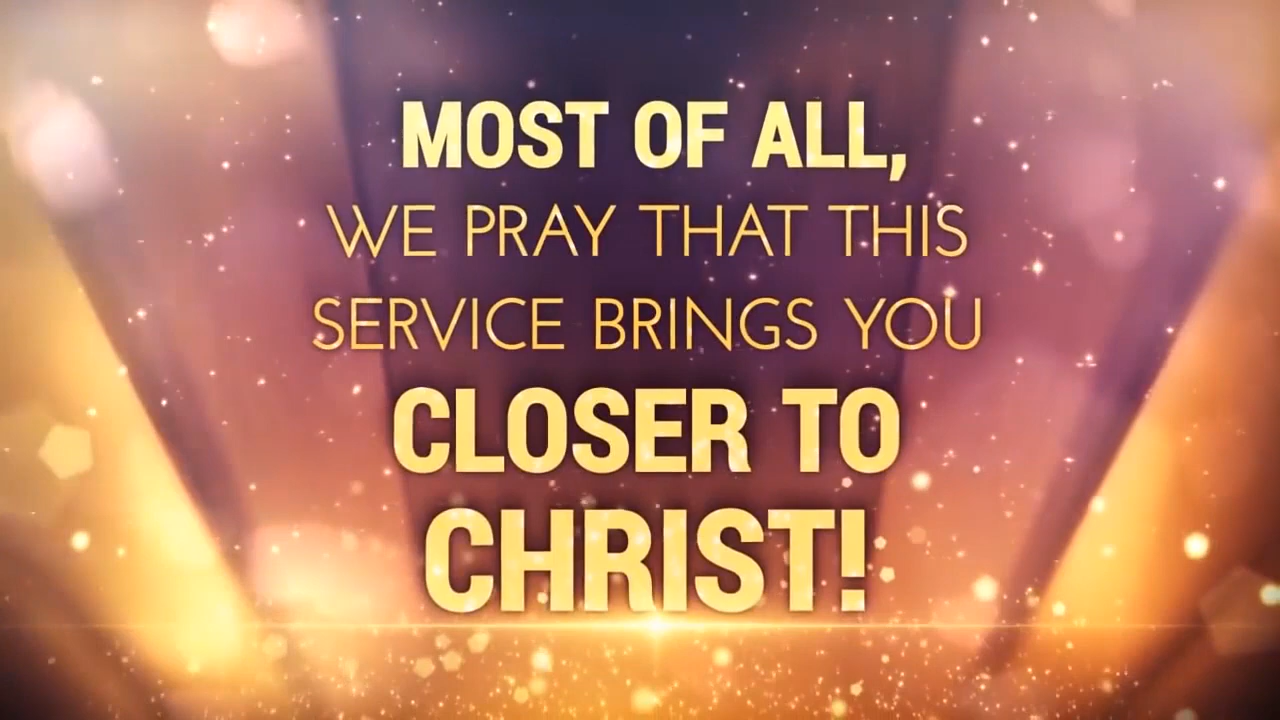 MOST OF ALL,
WE PRAY THAT THIS
SERVICE BRINGS YOU
CLOSER TO
CHRIST!